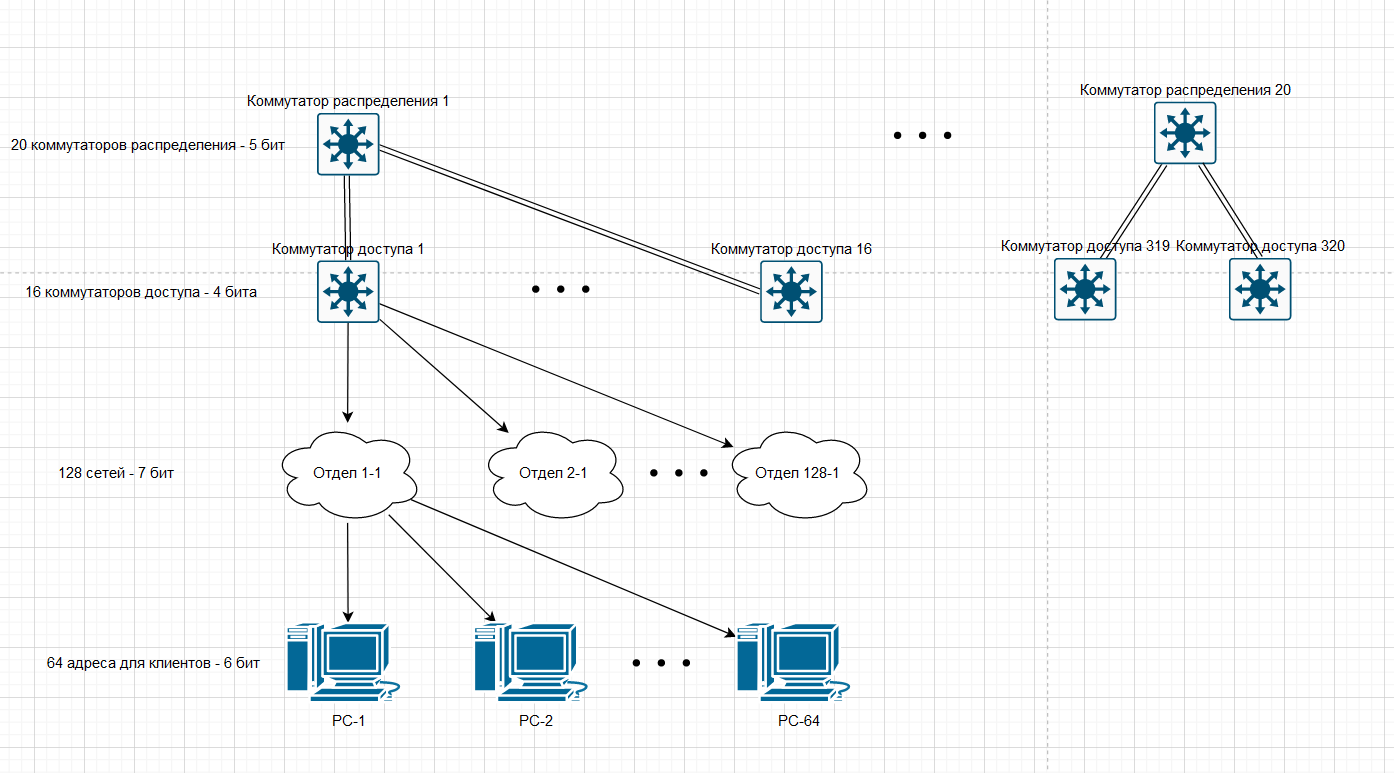 Коммутатор распределения 1
Коммутатор распределения 20
20 коммутаторов распределения - 5 бит
Коммутатор доступа 1
Коммутатор доступа 16
Коммутатор доступа 319
Коммутатор доступа 320
16 коммутаторов доступа - 4 бита
128 сетей - 7 бит
Отдел 1-1
Отдел 2-1
Отдел 128-1
64 адреса для клиентов - 6 бит
PC-1
PC-2
PC-64